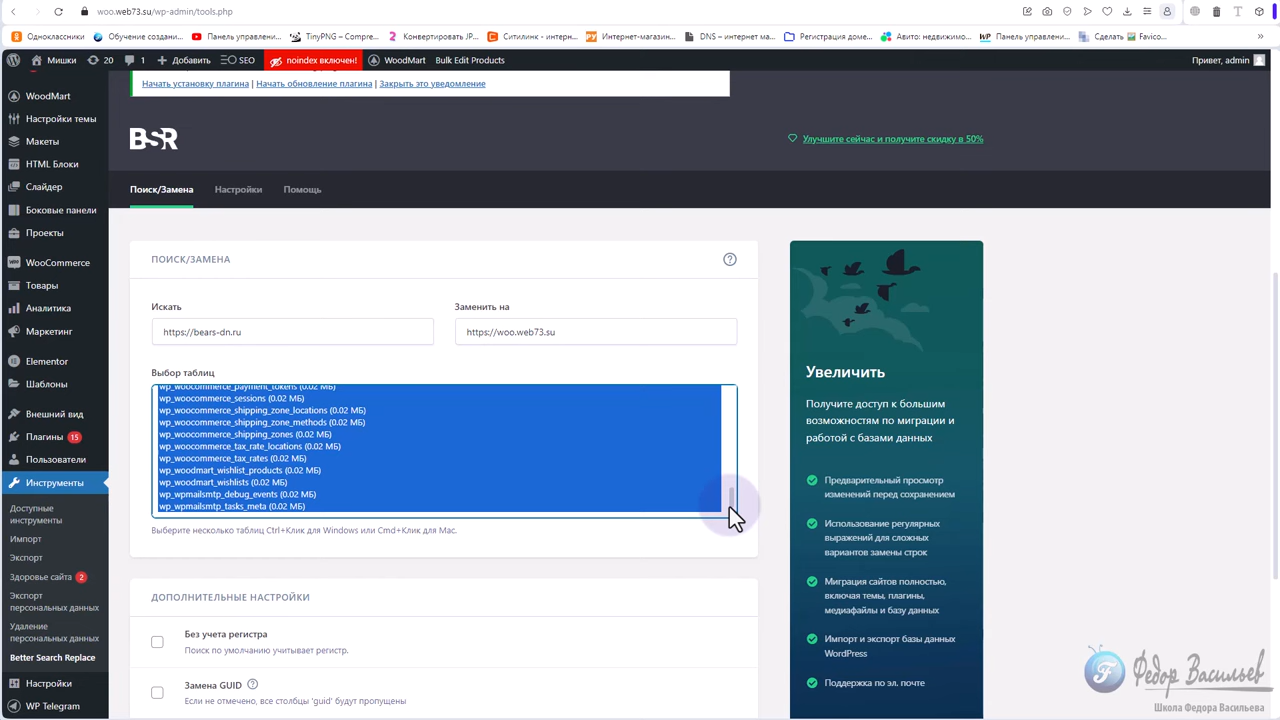 woo.web73.su/wp-admin/tools.php
Одноклассники
Обучение создани...
Панель управлени...
TinyPNG – Compre...
Конвертировать JP...
Ситилинк - интерн...
Интернет-магазин...
DNS – интернет ма...
Регистрация доме...
Авито: недвижимо...
Панель управлени...
Сделать Favico...
Мишки
20
1
Добавить
SEO
noindex включен!
WoodMart
Bulk Edit Products
Привет, admin
Начать установку плагина | Начать обновление плагина | Закрыть это уведомление
WoodMart
Настройки темы
Макеты
HTML Блоки
Слайдер
Боковые панели
Проекты
WooCommerce
Товары
Аналитика
Маркетинг
Elementor
Шаблоны
Внешний вид
Плагины 15
Пользователи
Инструменты
Доступные
инструменты
Импорт
Экспорт
Здоровье сайта 2
Экспорт
персональных данных
Удаление
персональных данных
Better Search Replace
Настройки
WP Telegram
BSR
Улучшите сейчас и получите скидку в 50%
Поиск/Замена
Настройки
Помощь
ПОИСК/ЗАМЕНА
Искать
Заменить на
https://bears-dn.ru
https://woo.web73.su
Выбор таблиц
wp_woocommerce_payment_tokens (0.02 МБ)
wp_woocommerce_sessions (0.02 МБ)
wp_woocommerce_shipping_zone_locations (0.02 МБ)
wp_woocommerce_shipping_zone_methods (0.02 МБ)
wp_woocommerce_shipping_zones (0.02 МБ)
wp_woocommerce_tax_rate_locations (0.02 МБ)
wp_woocommerce_tax_rates (0.02 МБ)
wp_woodmart_wishlist_products (0.02 МБ)
wp_woodmart_wishlists (0.02 МБ)
wp_wpmailsmtp_debug_events (0.02 МБ)
wp_wpmailsmtp_tasks_meta (0.02 МБ)
Выберите несколько таблиц Ctrl+Клик для Windows или Cmd+Клик для Mac.
ДОПОЛНИТЕЛЬНЫЕ НАСТРОЙКИ
Без учета регистра
Поиск по умолчанию учитывает регистр.
Замена GUID
Если не отмечено, все столбцы 'guid' будут пропущены
Увеличить
Получите доступ к большим
возможностям по миграции и
работой с базами данных
Предварительный просмотр
изменений перед сохранением
Использование регулярных
выражений для сложных
вариантов замены строк
Миграция сайтов полностью,
включая темы, плагины,
медиафайлы и базу данных
Импорт и экспорт базы данных
WordPress
Поддержка по эл. почте
Федор Васильев
Школа Федора Васильева